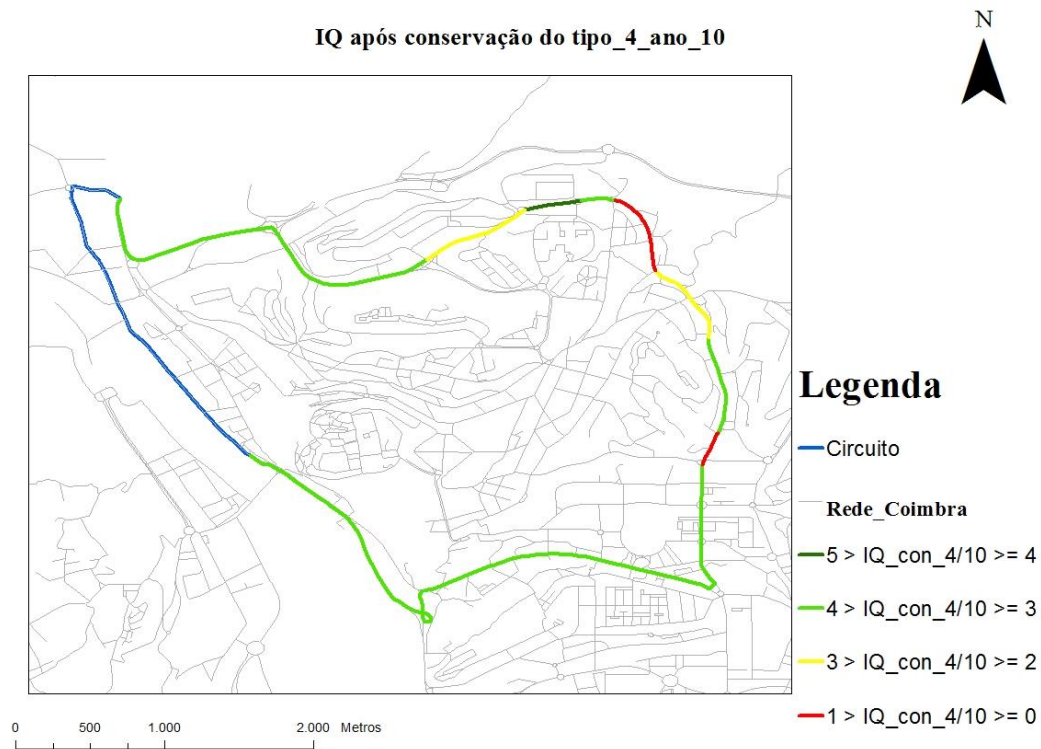 IQ após conservação do tipo_4_ano_10
N
Legenda
Circuito
Rede_Coimbra
5 > IQ_con_4/10 >= 4
4 > IQ_con_4/10 >= 3
3 > IQ_con_4/10 >= 2
1 > IQ_con_4/10 >= 0
0 500 1.000 2.000 Metros